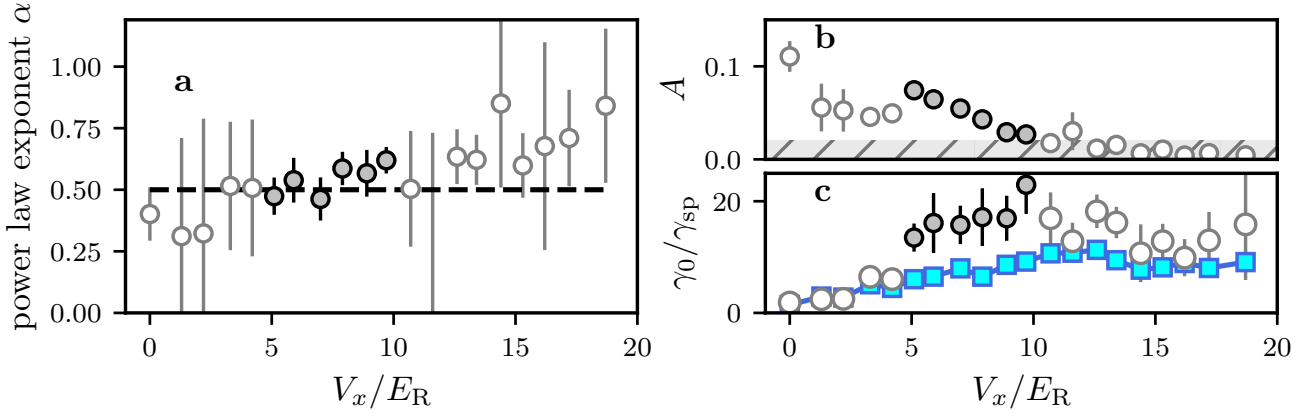 power law exponent α
1.00
0.75
0.50
0.25
0.00
a
0 5 10 15 20
V_x/E_R
A
0.1
0.0
b
γ_0/γ_sp
20
0
c
0 5 10 15 20
V_x/E_R